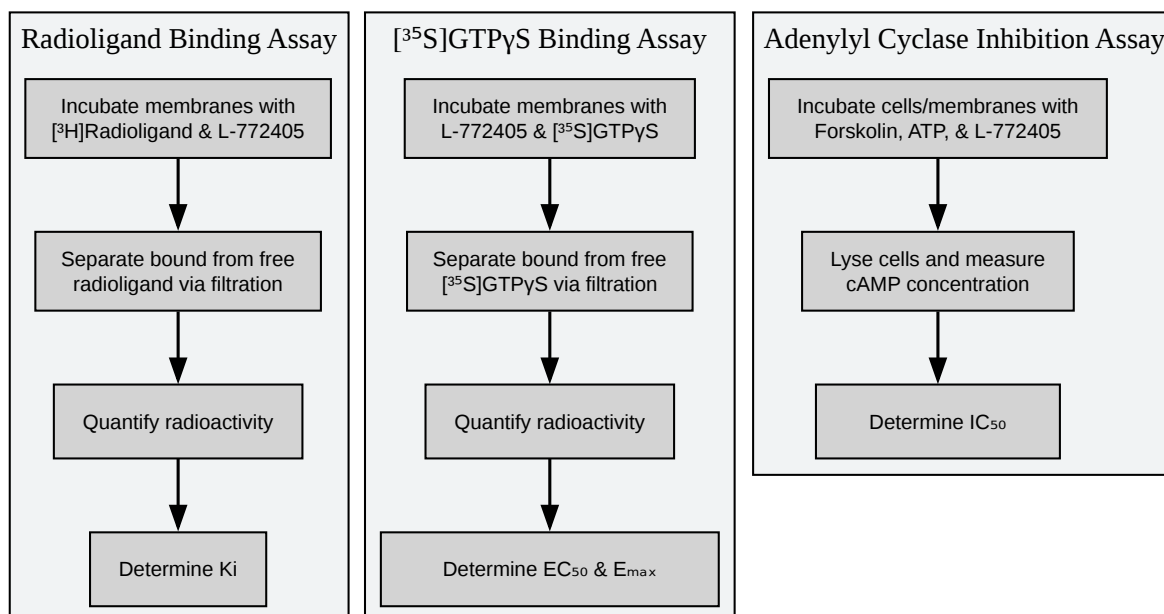 Radioligand Binding Assay
Incubate membranes with
[³H]Radioligand & L-772405
Separate bound from free
radioligand via filtration
Quantify radioactivity
Determine Ki
[³⁵S]GTPγS Binding Assay
Incubate membranes with
L-772405 & [³⁵S]GTPγS
Separate bound from free
[³⁵S]GTPγS via filtration
Quantify radioactivity
Determine EC₅₀ & Eₘₐₓ
Adenylyl Cyclase Inhibition Assay
Incubate cells/membranes with
Forskolin, ATP, & L-772405
Lyse cells and measure
cAMP concentration
Determine IC₅₀